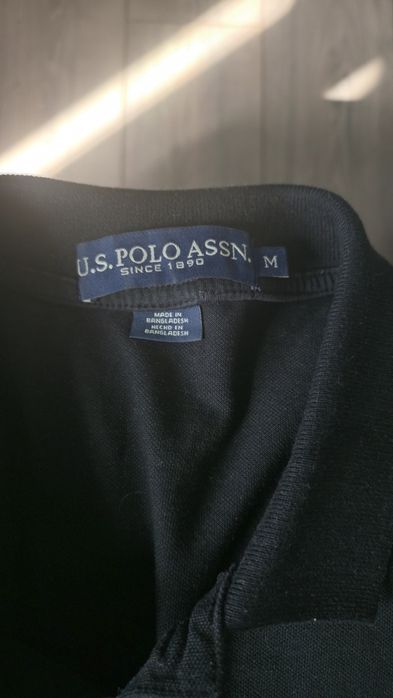 U.S. POLO ASSN.
SINCE 1890
M
MADE IN
BANGLADESH
HECHO EN
BANGLADESH